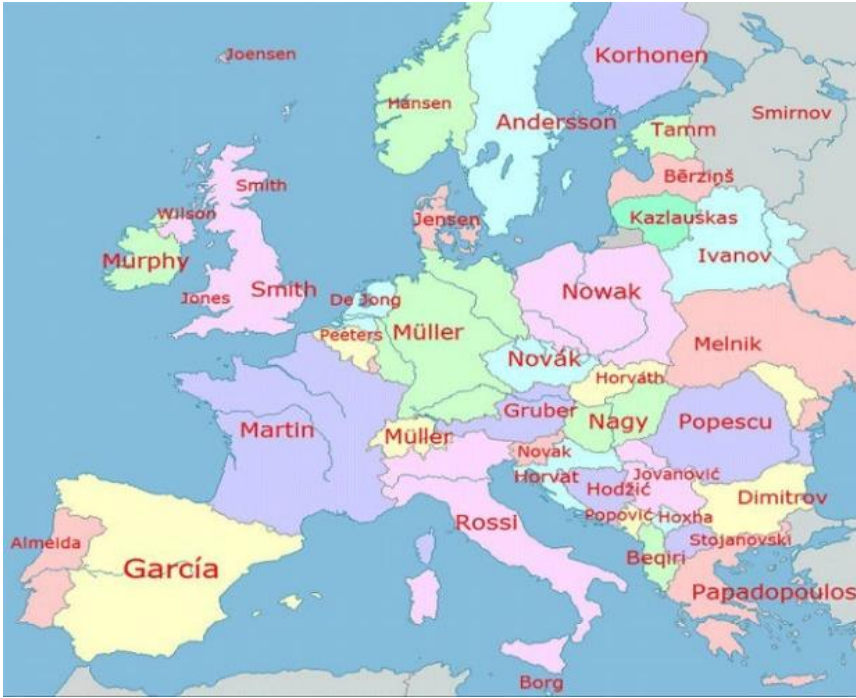 Joensen
Korhonen
Hansen
Andersson
Smirnov
Tamm
Bērziņš
Smith
Wilson
Jensen
Kazlauskas
Ivanov
Murphy
Jones
Smith
De Jong
Nowak
Peeters
Müller
Melnik
Novák
Horváth
Gruber
Nagy
Popescu
Martin
Müller
Novak
Horvat
Jovanović
Hodžić
Dimitrov
Popović
Hoxha
Rossi
Stojanovski
Almeida
García
Beqiri
Papadopoulos
Borg